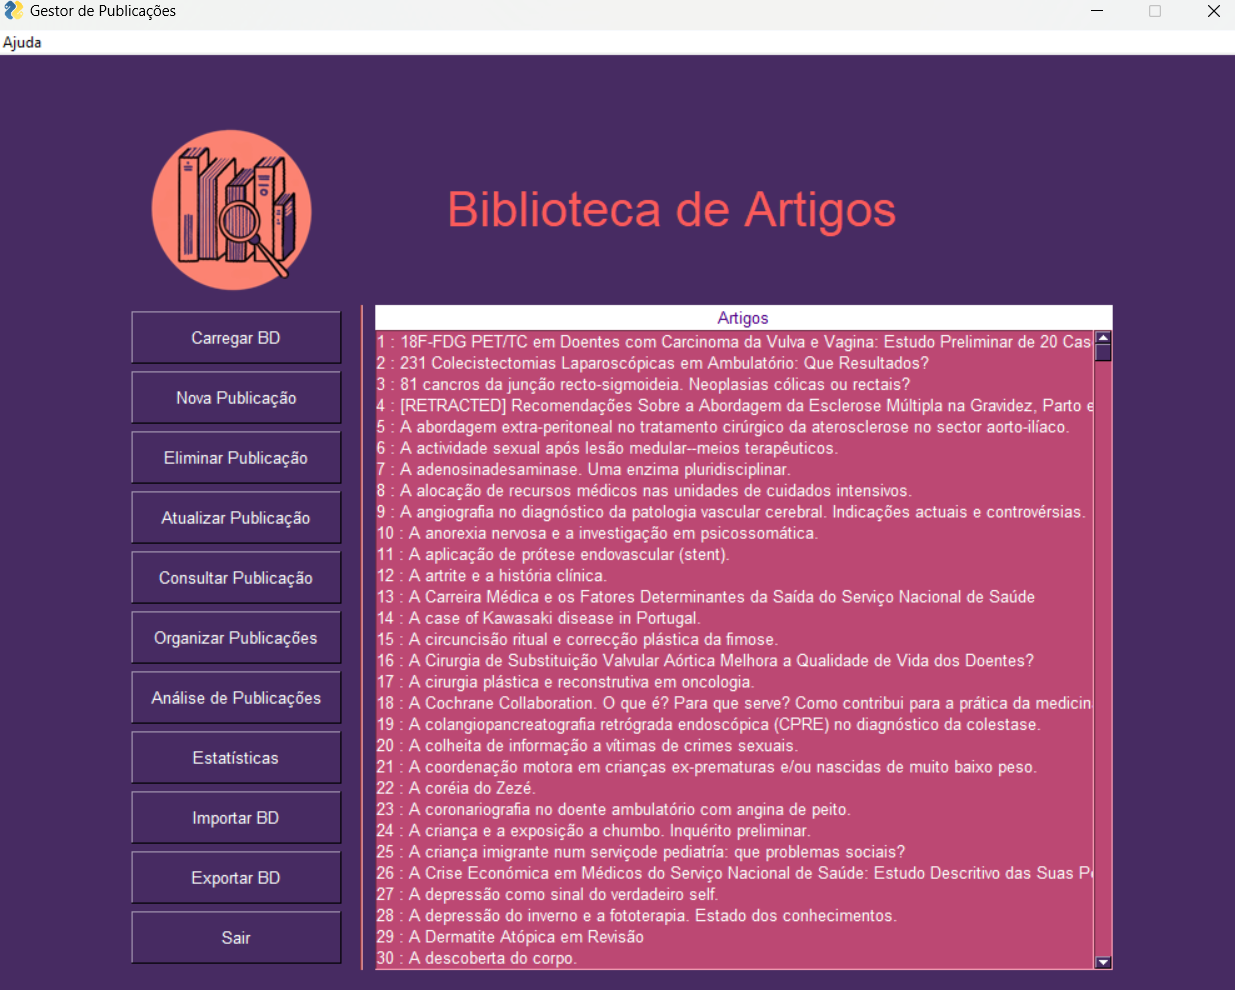 Gestor de Publicações
Ajuda
Biblioteca de Artigos
Carregar BD
Nova Publicação
Eliminar Publicação
Atualizar Publicação
Consultar Publicação
Organizar Publicações
Análise de Publicações
Estatísticas
Importar BD
Exportar BD
Sair
Artigos
1 : 18F-FDG PET/TC em Doentes com Carcinoma da Vulva e Vagina: Estudo Preliminar de 20 Cas
2 : 231 Colecistectomias Laparoscópicas em Ambulatório: Que Resultados?
3 : 81 cancros da junção recto-sigmoideia. Neoplasias cólicas ou rectais?
4 : [RETRACTED] Recomendações Sobre a Abordagem da Esclerose Múltipla na Gravidez, Parto e
5 : A abordagem extra-peritoneal no tratamento cirúrgico da aterosclerose no sector aorto-ilíaco.
6 : A actividade sexual após lesão medular--meios terapêuticos.
7 : A adenosinadesaminase. Uma enzima pluridisciplinar.
8 : A alocação de recursos médicos nas unidades de cuidados intensivos.
9 : A angiografia no diagnóstico da patologia vascular cerebral. Indicações actuais e controvérsias.
10 : A anorexia nervosa e a investigação em psicossomática.
11 : A aplicação de prótese endovascular (stent).
12 : A artrite e a história clínica.
13 : A Carreira Médica e os Fatores Determinantes da Saída do Serviço Nacional de Saúde
14 : A case of Kawasaki disease in Portugal.
15 : A circuncisão ritual e correcção plástica da fimose.
16 : A Cirurgia de Substituição Valvular Aórtica Melhora a Qualidade de Vida dos Doentes?
17 : A cirurgia plástica e reconstrutiva em oncologia.
18 : A Cochrane Collaboration. O que é? Para que serve? Como contribui para a prática da medicin
19 : A colangiopancreatografia retrógrada endoscópica (CPRE) no diagnóstico da colestase.
20 : A colheita de informação a vítimas de crimes sexuais.
21 : A coordenação motora em crianças ex-prematuras e/ou nascidas de muito baixo peso.
22 : A coréia do Zezé.
23 : A coronariografia no doente ambulatório com angina de peito.
24 : A criança e a exposição a chumbo. Inquérito preliminar.
25 : A criança imigrante num serviçode pediatría: que problemas sociais?
26 : A Crise Económica em Médicos do Serviço Nacional de Saúde: Estudo Descritivo das Suas Pe
27 : A depressão como sinal do verdadeiro self.
28 : A depressão do inverno e a fototerapia. Estado dos conhecimentos.
29 : A Dermatite Atópica em Revisão
30 : A descoberta do corpo.